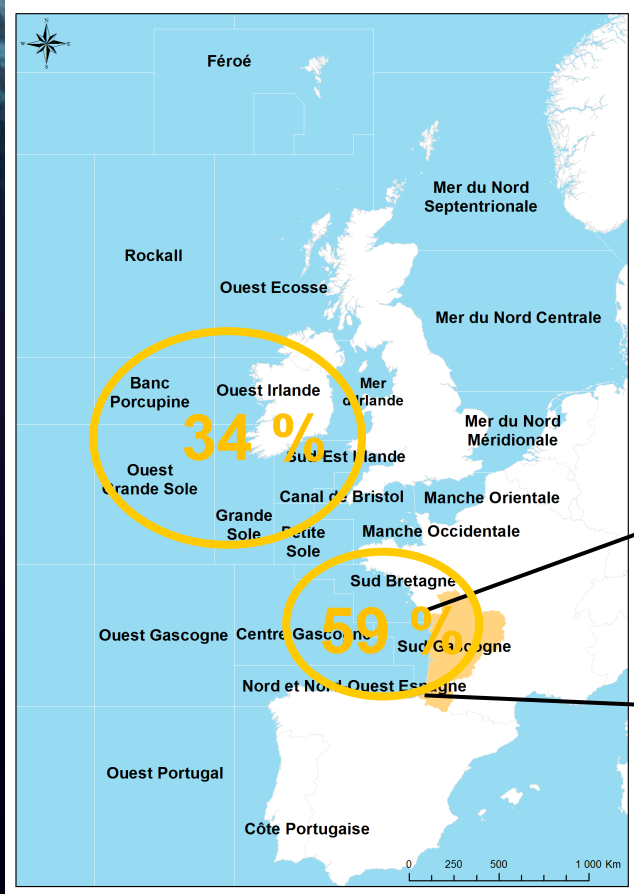 N
W E
S
Féroé
Mer du Nord
Septentrionale
Rockall
Ouest Ecosse
Mer du Nord Centrale
Banc
Porcupine
Ouest Irlande
Mer
d'Irlande
34 %
Mer du Nord
Méridionale
Sud Est Irlande
Ouest
Grande Sole
Canal de Bristol
Manche Orientale
Grande
Sole
Petite
Sole
Manche Occidentale
Sud Bretagne
Ouest Gascogne
Centre Gascogne
59 %
Sud Gascogne
Nord et Nord-Ouest Espagne
Ouest Portugal
Côte Portugaise
0 250 500 1 000 Km